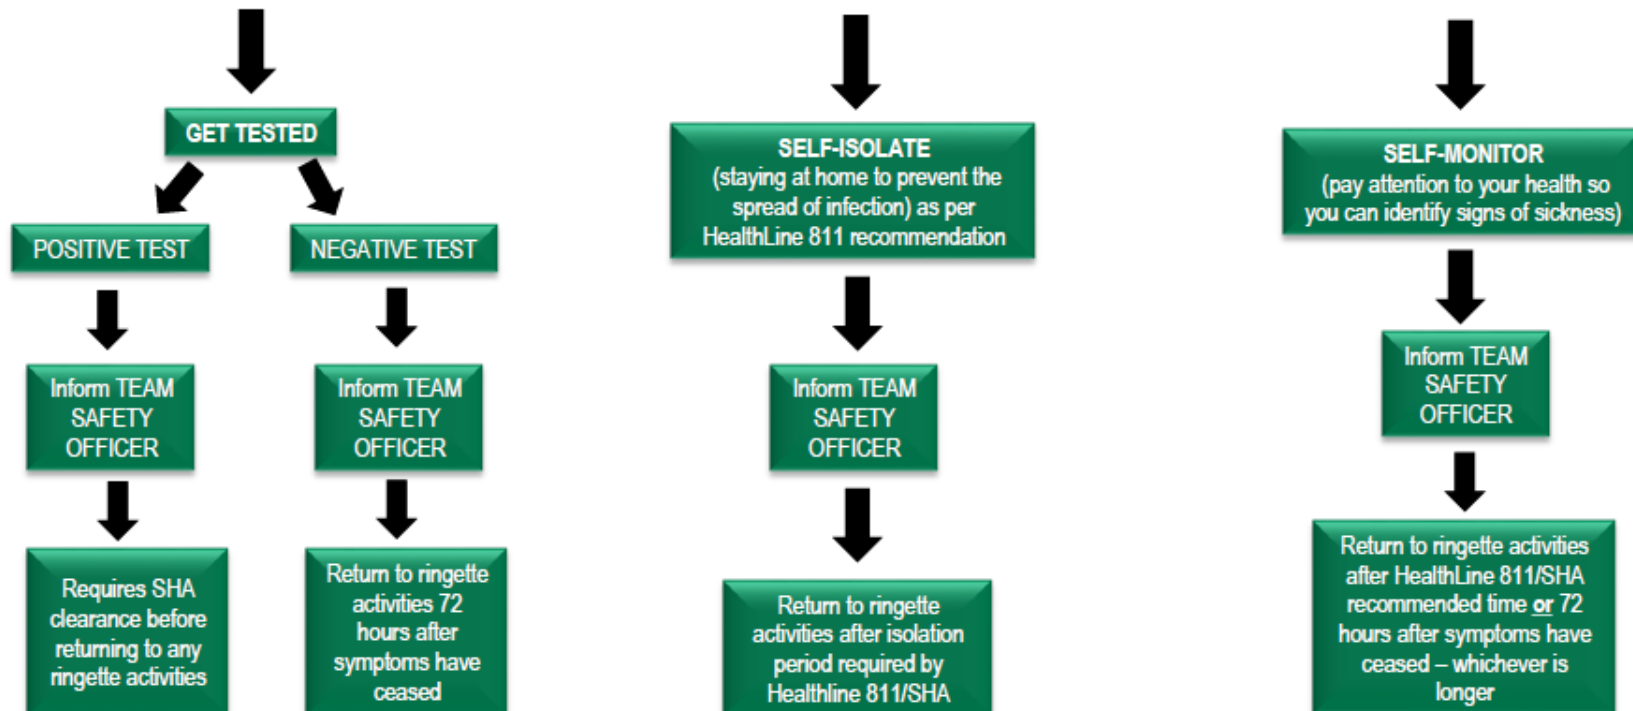 GET TESTED
POSITIVE TEST
NEGATIVE TEST
Inform TEAM
SAFETY
OFFICER
Inform TEAM
SAFETY
OFFICER
Requires SHA
clearance before
returning to any
ringette activities
Return to ringette
activities 72
hours after
symptoms have
ceased
SELF-ISOLATE
(staying at home to prevent the
spread of infection) as per
HealthLine 811 recommendation
Inform TEAM
SAFETY
OFFICER
Return to ringette
activities after isolation
period required by
Healthline 811/SHA
SELF-MONITOR
(pay attention to your health so
you can identify signs of sickness)
Inform TEAM
SAFETY
OFFICER
Return to ringette activities
after HealthLine 811/SHA
recommended time or 72
hours after symptoms have
ceased – whichever is
longer